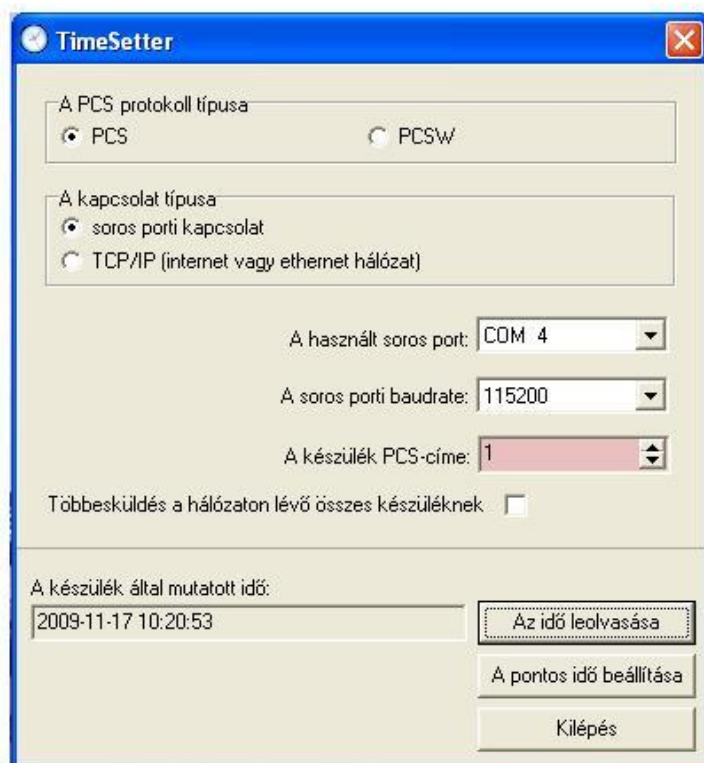 TimeSetter
A PCS protokoll típusa
PCS PCSW
A kapcsolat típusa
soros porti kapcsolat
TCP/IP (internet vagy ethernet hálózat)
A használt soros port: COM 4
A soros porti baudrate: 115200
A készülék PCS-címe: 1
Többesküldés a hálózaton lévő összes készüléknek
A készülék által mutatott idő:
2009-11-17 10:20:53
Az idő leolvasása
A pontos idő beállítása
Kilépés